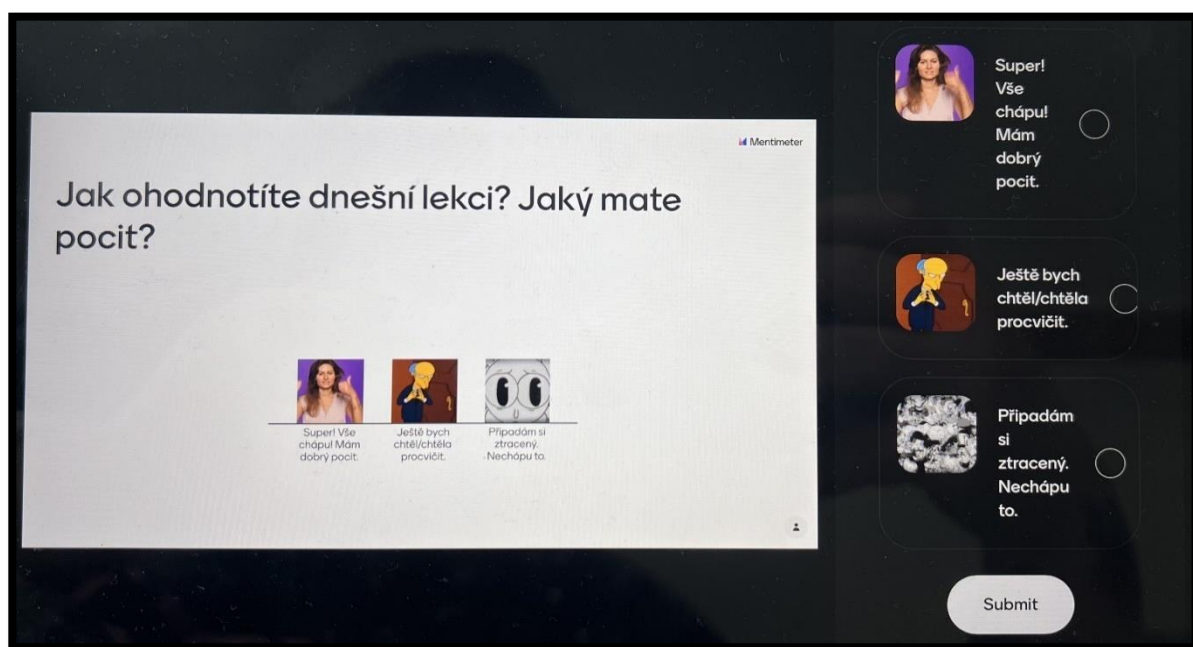 Mentimeter
Jak ohodnotíte dnešní lekci? Jaký mate
pocit?
Super! Vše
chápu! Mám
dobrý pocit.
Ještě bych
chtěl/chtěla
procvičit.
Připadám si
ztracený.
Nechápu to.
Super!
Vše
chápu!
Mám
dobrý
pocit.
Ještě bych
chtěl/chtěla
procvičit.
Připadám
si
ztracený.
Nechápu
to.
Submit